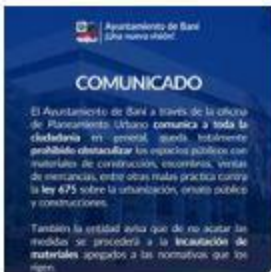 Ayuntamiento de Baní
¡Una nueva visión!
COMUNICADO
El Ayuntamiento de Baní a través de la oficina
de Planeamiento Urbano comunica a toda la
ciudadanía en general, queda totalmente
prohibido obstaculizar los espacios públicos con
materiales de construcción, escombros, ventas
de mercancías, entre otras malas práctica contra
la ley 675 sobre la urbanización, ornato público
y construcciones.
También la entidad avisa que de no acatar las
medidas se procederá a la incautación de
materiales apegados a las normativas que los
rigen.